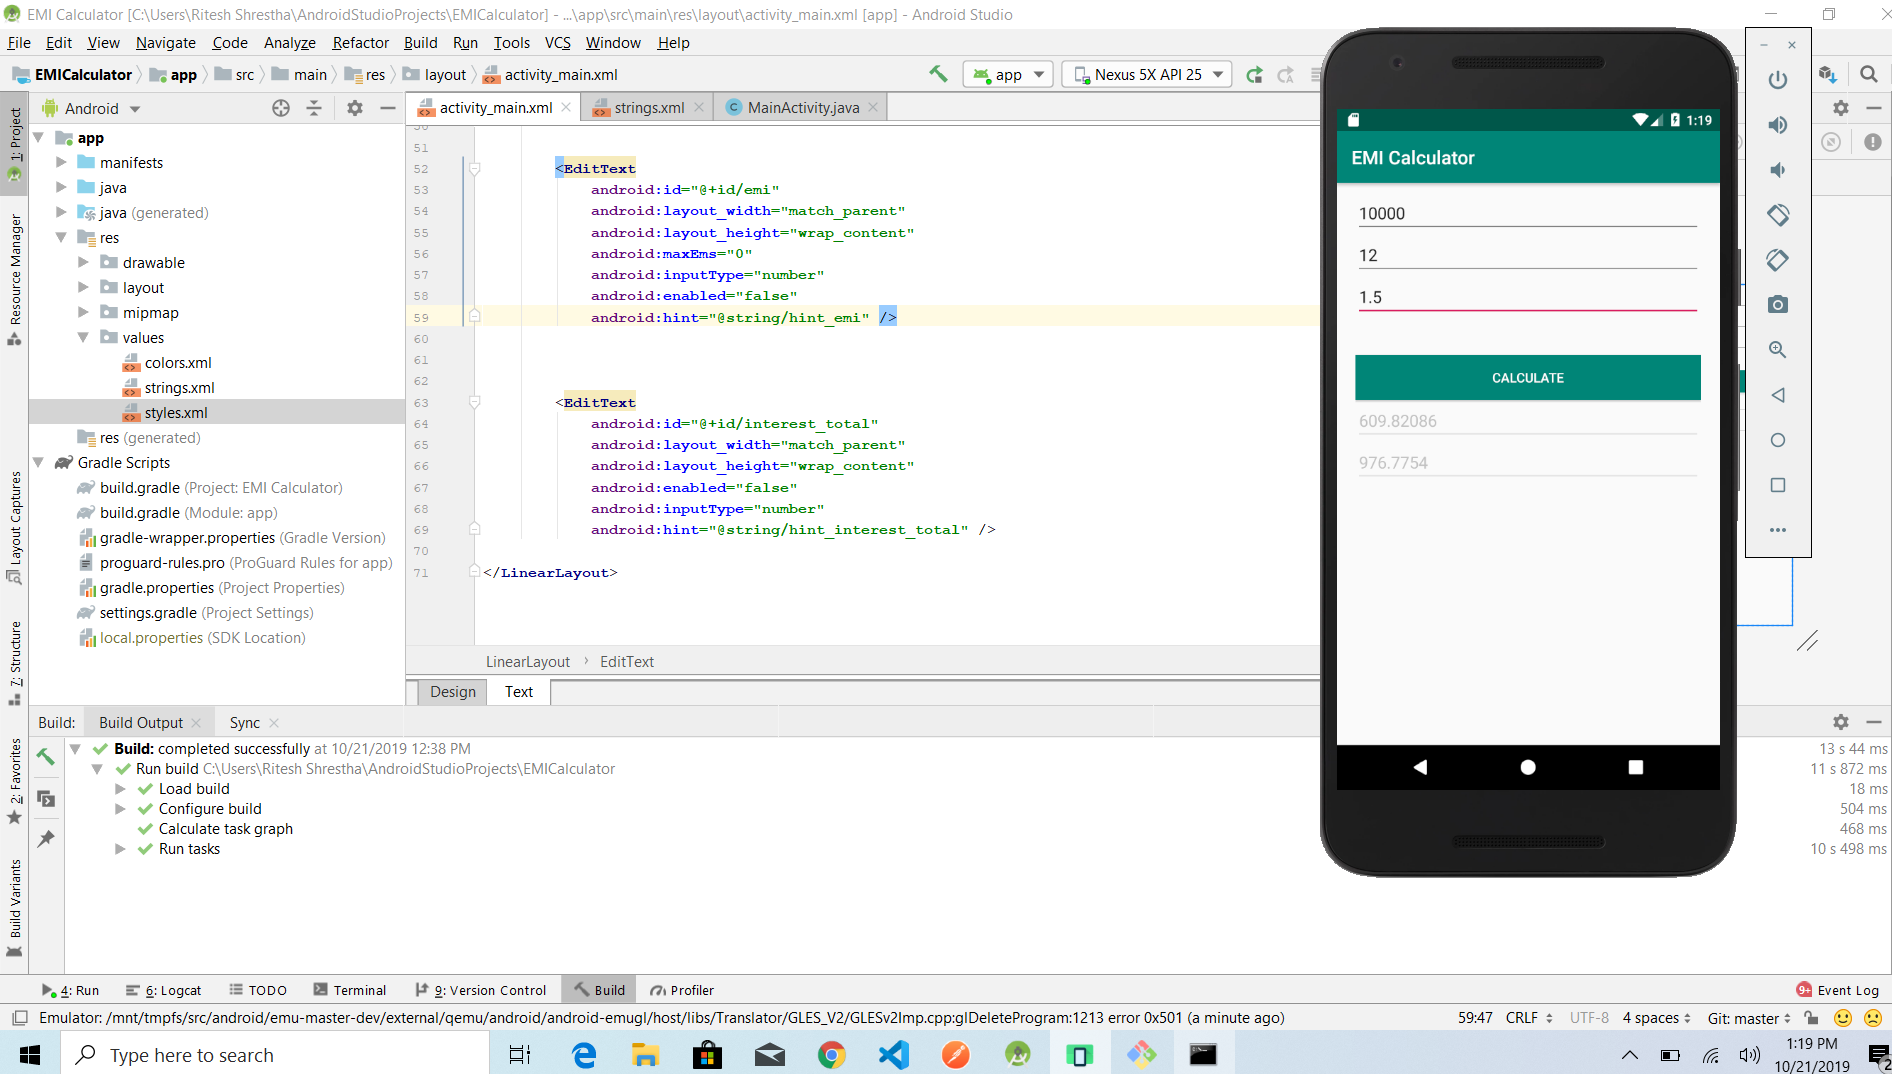 EMI Calculator [C:\Users\Ritesh Shrestha\AndroidStudioProjects\EMICalculator] - ...\app\src\main\res\layout\activity_main.xml [app] - Android Studio
File Edit View Navigate Code Analyze Refactor Build Run Tools VCS Window Help
EMICalculator app src main res layout activity_main.xml
app Nexus 5X API 25
Android
activity_main.xml strings.xml MainActivity.java
1: Project
Resource Manager
Layout Captures
7: Structure
2: Favorites
Build Variants
app
manifests
java
java (generated)
res
drawable
layout
mipmap
values
colors.xml
strings.xml
styles.xml
res (generated)
Gradle Scripts
build.gradle (Project: EMI Calculator)
build.gradle (Module: app)
gradle-wrapper.properties (Gradle Version)
proguard-rules.pro (ProGuard Rules for app)
gradle.properties (Project Properties)
settings.gradle (Project Settings)
local.properties (SDK Location)
51
52 <EditText
53 android:id="@+id/emi"
54 android:layout_width="match_parent"
55 android:layout_height="wrap_content"
56 android:maxEms="0"
57 android:inputType="number"
58 android:enabled="false"
59 android:hint="@string/hint_emi" />
60
61
62
63 <EditText
64 android:id="@+id/interest_total"
65 android:layout_width="match_parent"
66 android:layout_height="wrap_content"
67 android:enabled="false"
68 android:inputType="number"
69 android:hint="@string/hint_interest_total" />
70
71 </LinearLayout>
LinearLayout › EditText
Design Text
1:19
EMI Calculator
10000
12
1.5
CALCULATE
609.82086
976.7754
Build: Build Output Sync
Build: completed successfully at 10/21/2019 12:38 PM 13 s 44 ms
Run build C:\Users\Ritesh Shrestha\AndroidStudioProjects\EMICalculator 11 s 872 ms
Load build 18 ms
Configure build 504 ms
Calculate task graph 468 ms
Run tasks 10 s 498 ms
4: Run 6: Logcat TODO Terminal 9: Version Control Build Profiler 9+ Event Log
Emulator: /mnt/tmpfs/src/android/emu-master-dev/external/qemu/android/android-emugl/host/libs/Translator/GLES_V2/GLESv2Imp.cpp:glDeleteProgram:1213 error 0x501 (a minute ago) 59:47 CRLF UTF-8 4 spaces Git: master
Type here to search
1:19 PM
10/21/2019
2